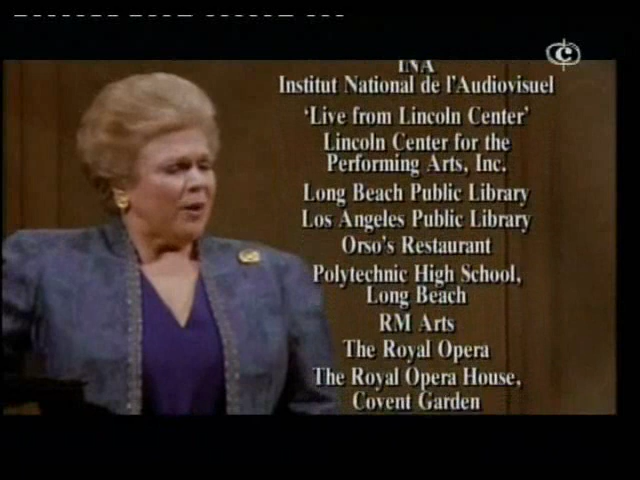 INA
Institut National de l'Audiovisuel
'Live from Lincoln Center'
Lincoln Center for the
Performing Arts, Inc.
Long Beach Public Library
Los Angeles Public Library
Orso's Restaurant
Polytechnic High School,
Long Beach
RM Arts
The Royal Opera
The Royal Opera House,
Covent Garden